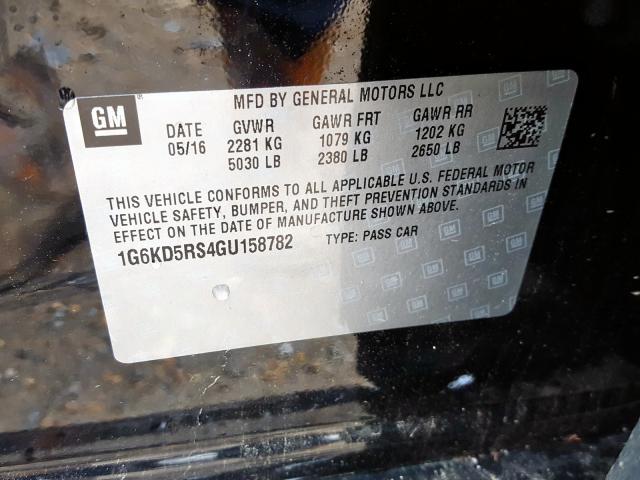 GM
MFD BY GENERAL MOTORS LLC
DATE GVWR GAWR FRT GAWR RR
05/16 2281 KG 1079 KG 1202 KG
5030 LB 2380 LB 2650 LB
THIS VEHICLE CONFORMS TO ALL APPLICABLE U.S. FEDERAL MOTOR
VEHICLE SAFETY, BUMPER, AND THEFT PREVENTION STANDARDS IN
EFFECT ON THE DATE OF MANUFACTURE SHOWN ABOVE.
1G6KD5RS4GU158782 TYPE: PASS CAR